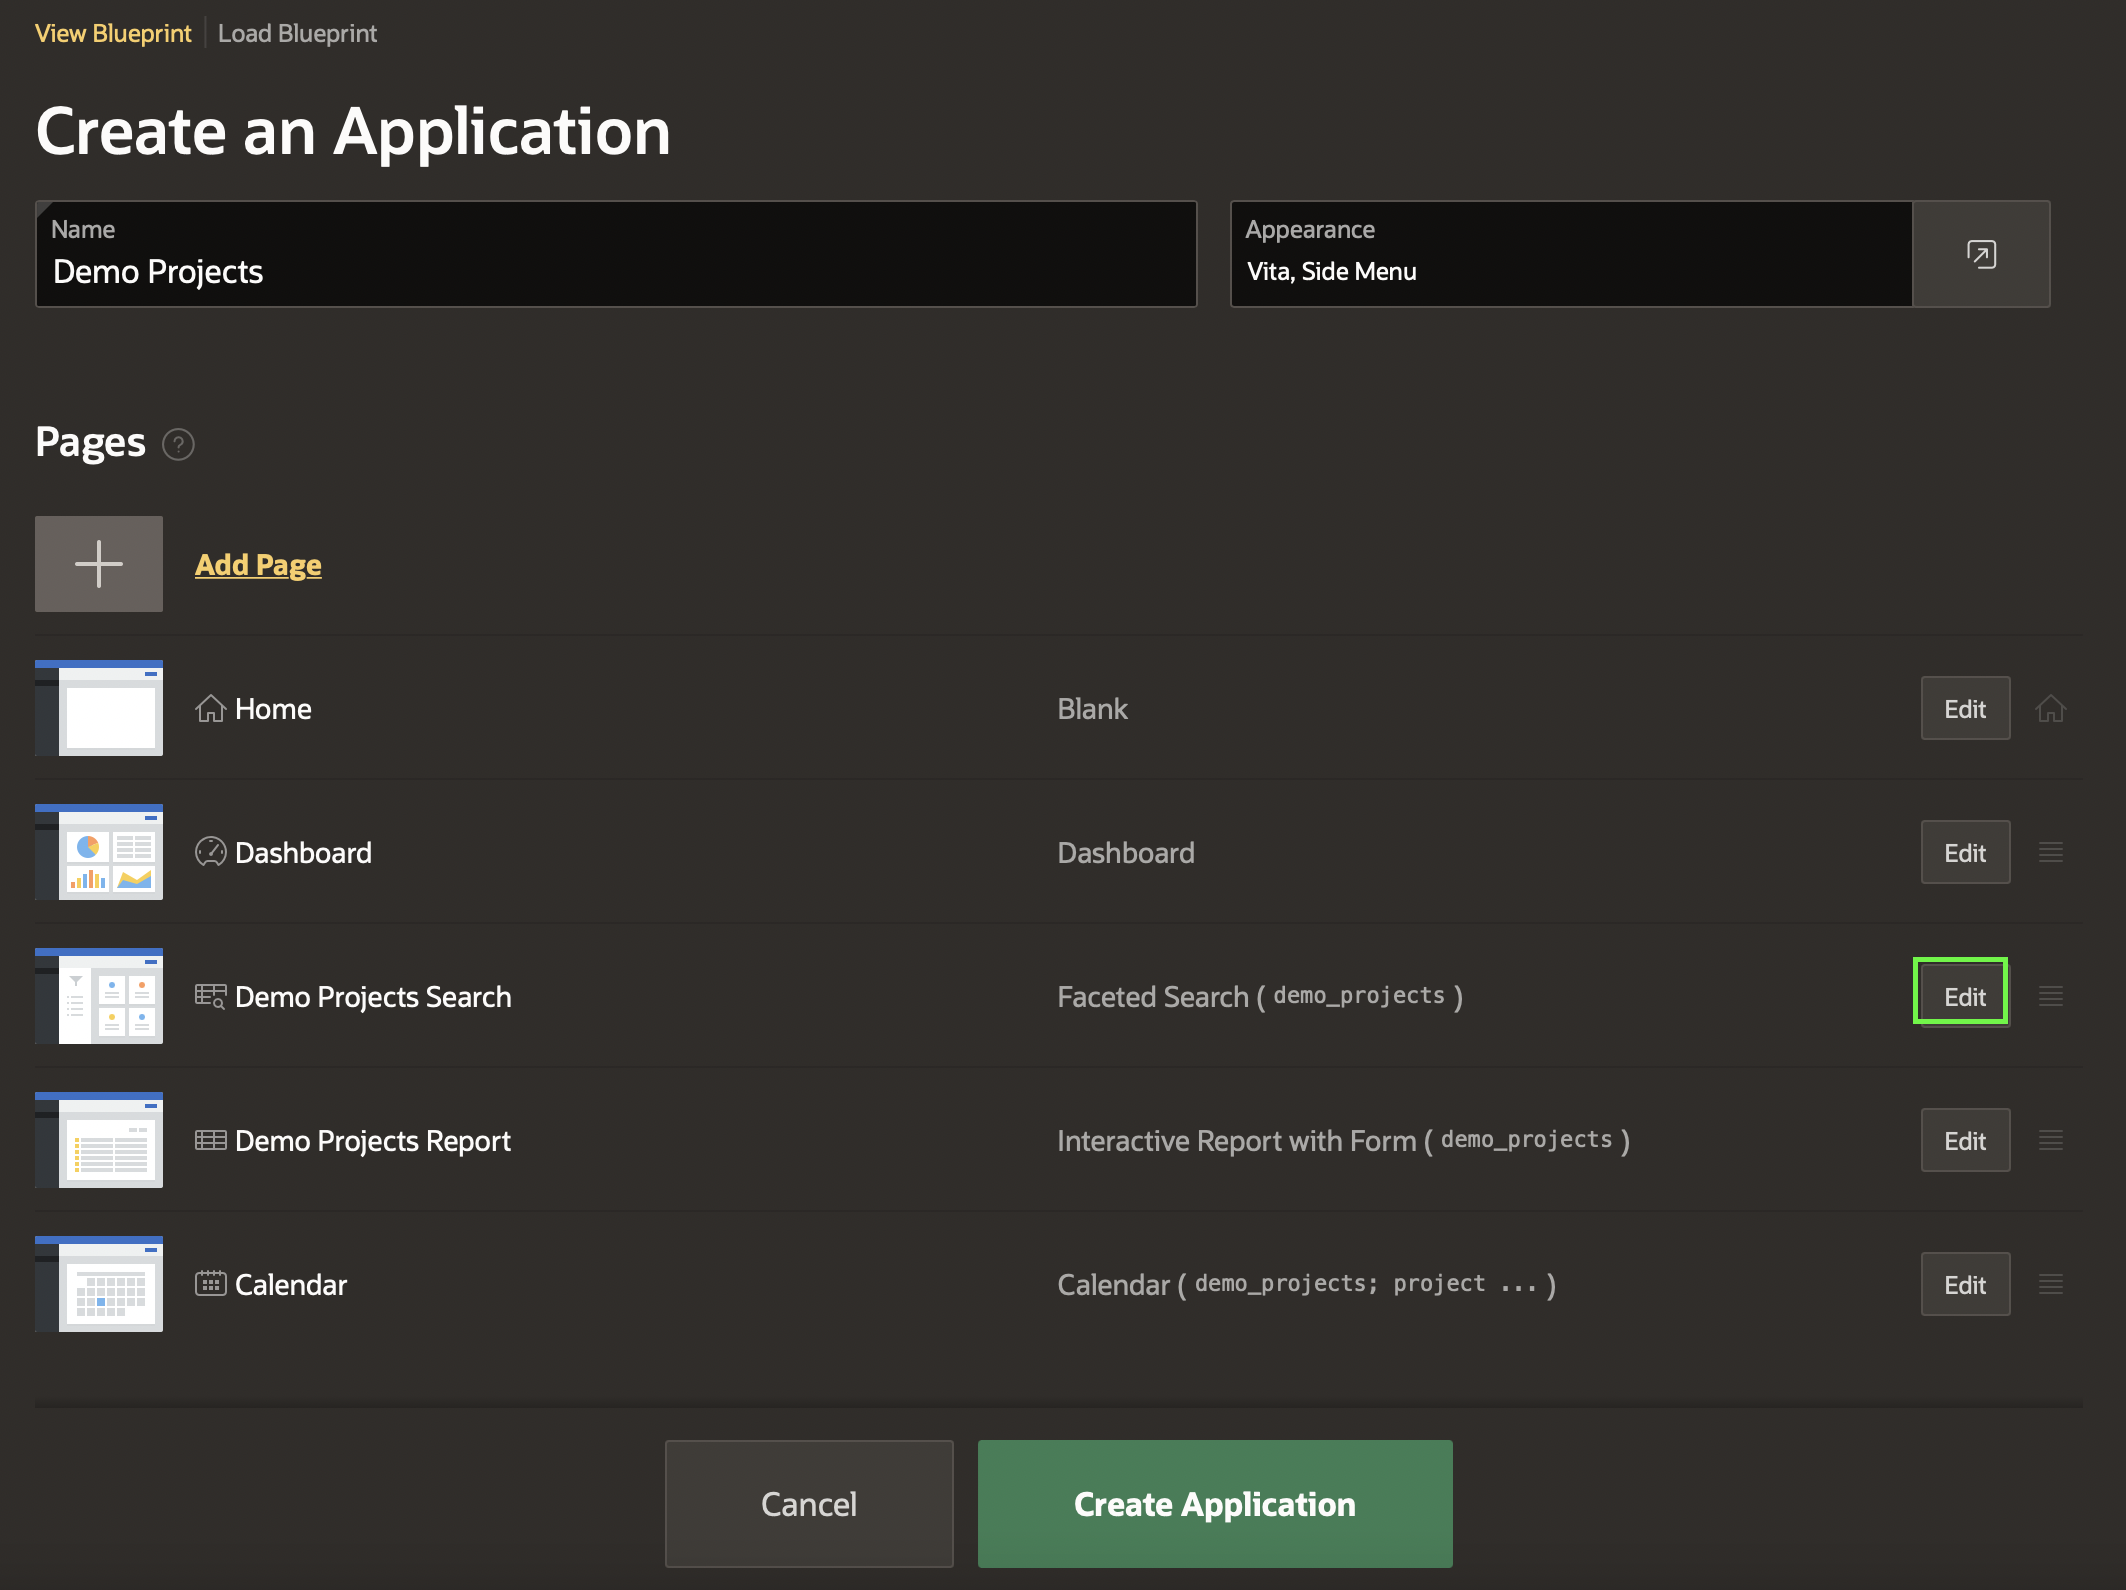 View Blueprint | Load Blueprint
Create an Application
Name
Demo Projects
Appearance
Vita, Side Menu
Pages ?
Add Page
Home Blank Edit
Dashboard Dashboard Edit
Demo Projects Search Faceted Search ( demo_projects ) Edit
Demo Projects Report Interactive Report with Form ( demo_projects ) Edit
Calendar Calendar ( demo_projects; project ... ) Edit
Cancel Create Application